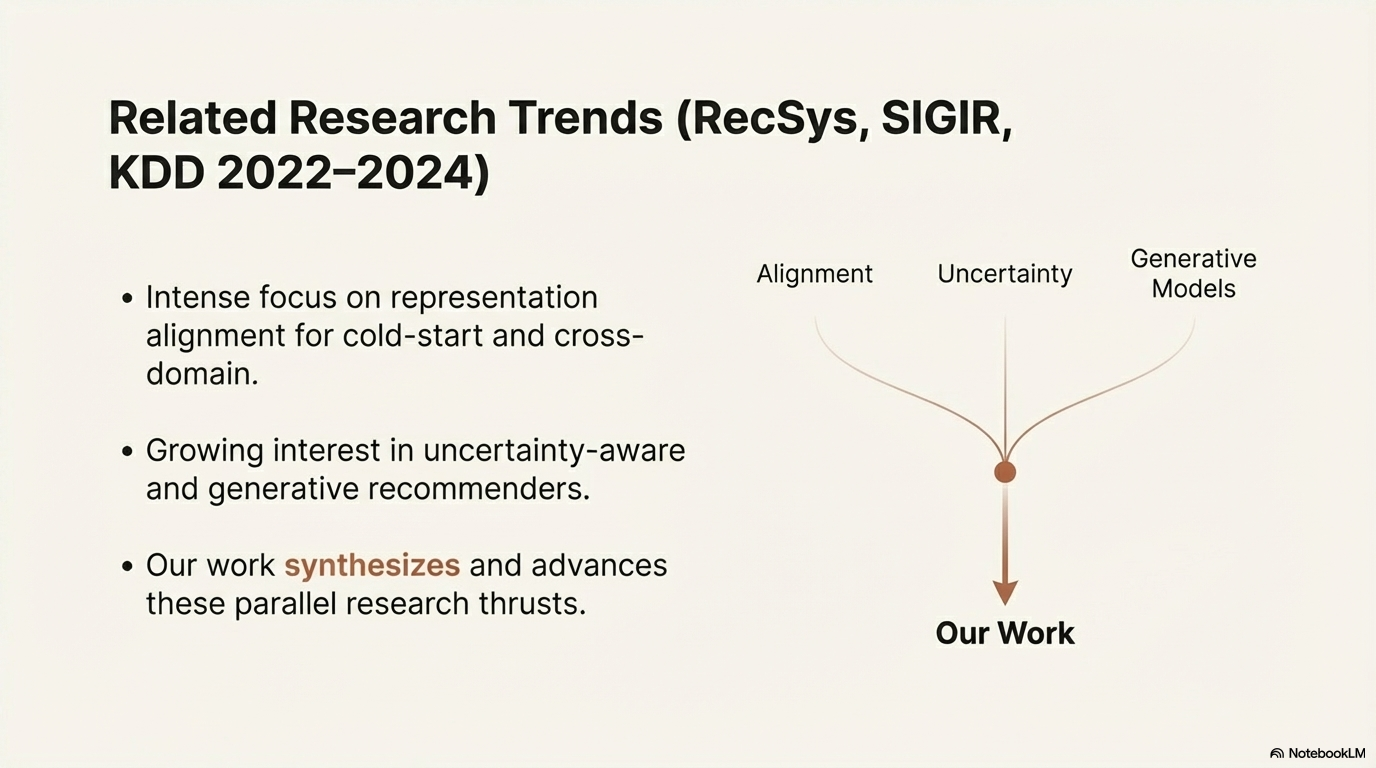 Related Research Trends (RecSys, SIGIR,
KDD 2022–2024)
• Intense focus on representation
alignment for cold-start and cross-
domain.
• Growing interest in uncertainty-aware
and generative recommenders.
• Our work synthesizes and advances
these parallel research thrusts.
Alignment
Uncertainty
Generative
Models
Our Work
NotebookLM